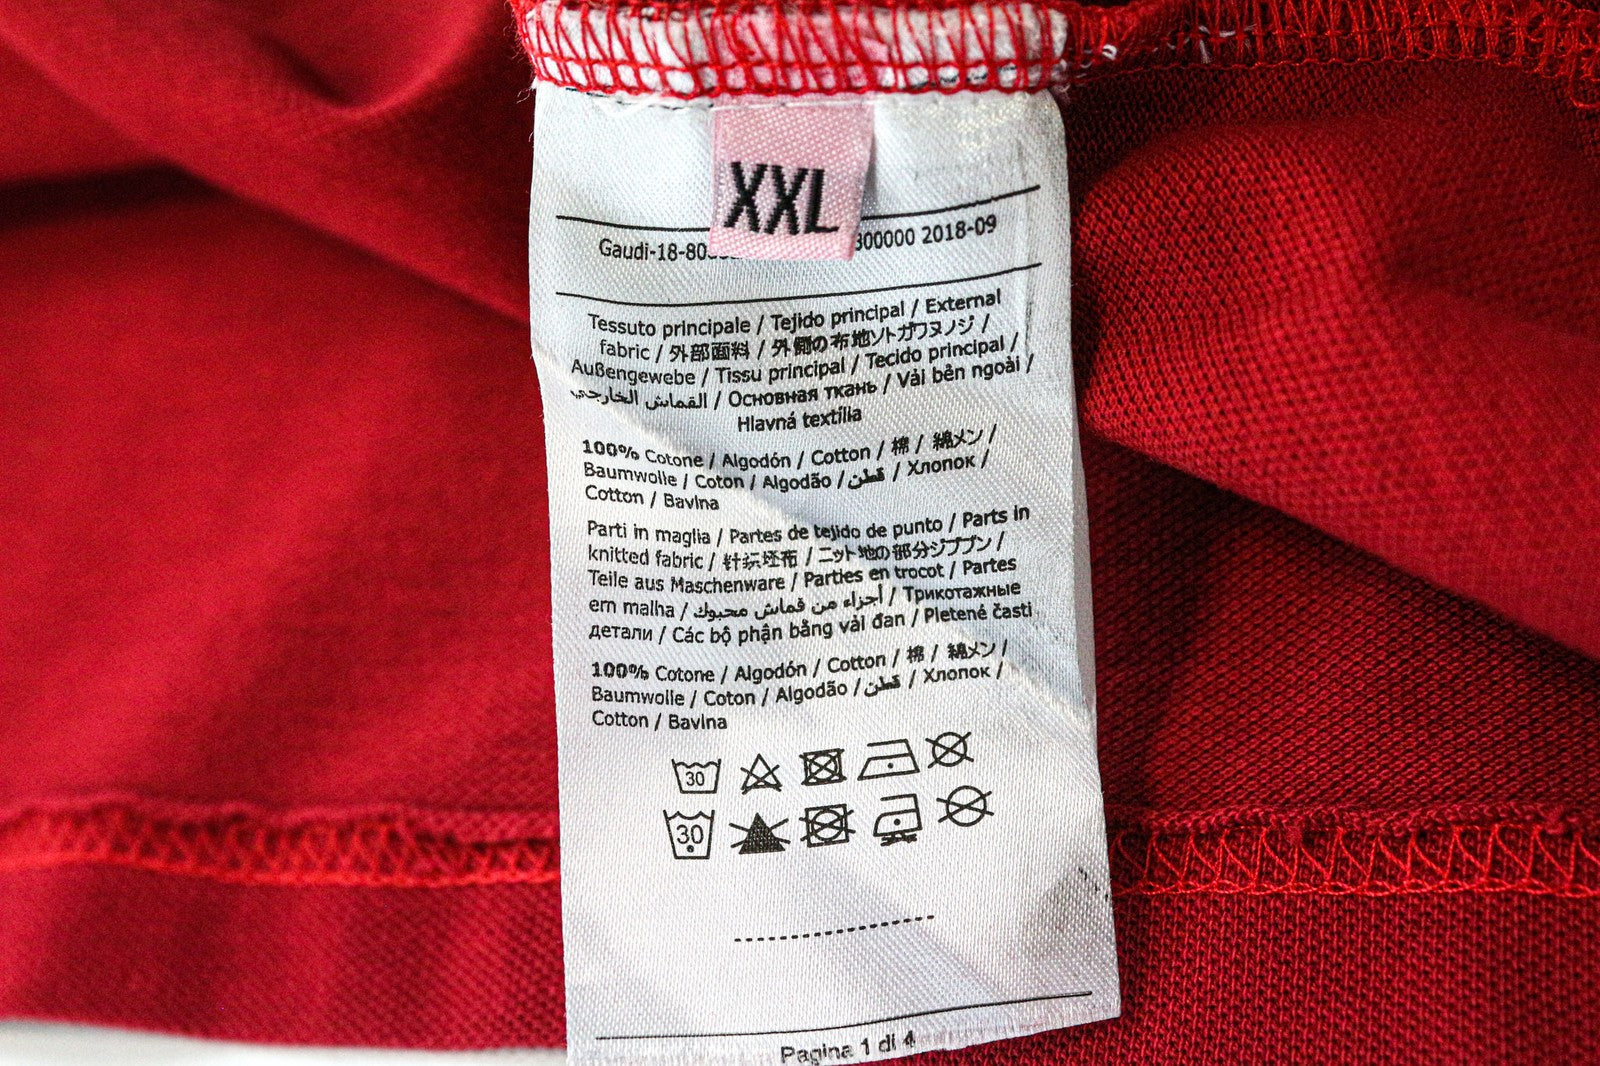 XXL
Gaudi-18-80 300000 2018-09
Tessuto principale / Tejido principal / External
fabric / 外部面料 / 外側の布地ソトガワヌノジ /
Außengewebe / Tissu principal / Tecido principal /
القماش الخارجي / Основная ткань / Vải bên ngoài /
Hlavná textília
100% Cotone / Algodón / Cotton / 棉 / 綿メン /
Baumwolle / Coton / Algodão / قطن / Хлопок /
Cotton / Bavlna
Parti in maglia / Partes de tejido de punto / Parts in
knitted fabric / 针织坯布 / ニット地の部分ジブブン /
Teile aus Maschenware / Parties en trocot / Partes
em malha / أجزاء من قماش محبوك / Трикотажные
детали / Các bộ phận bằng vải đan / Pletené časti
100% Cotone / Algodón / Cotton / 棉 / 綿メン /
Baumwolle / Coton / Algodão / قطن / Хлопок /
Cotton / Bavlna
30
30
Pagina 1 di 4